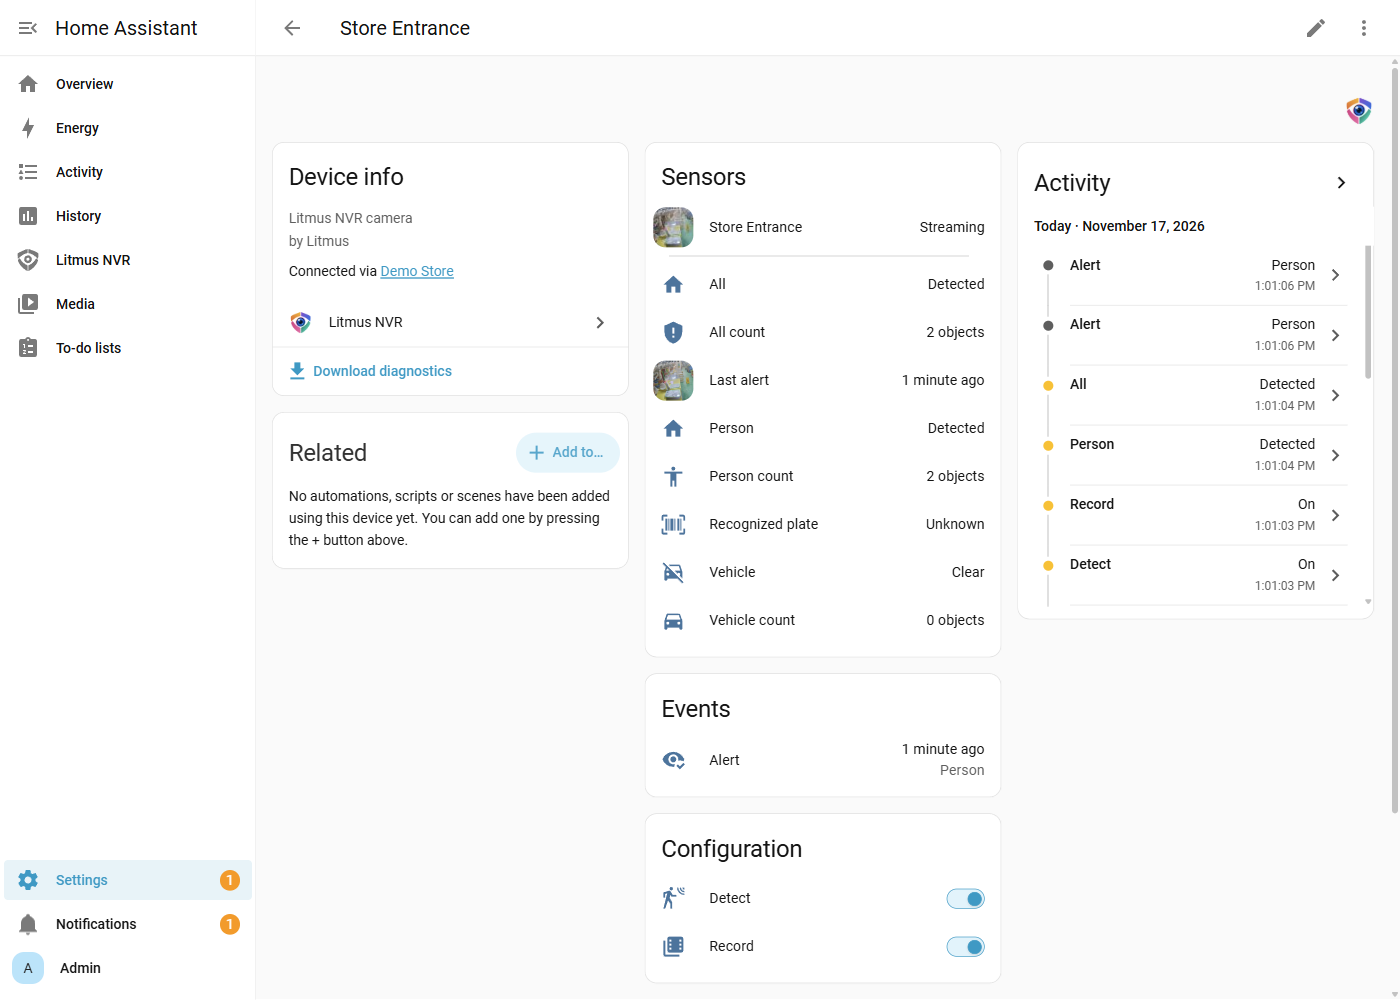 Home Assistant
Store Entrance
Overview
Energy
Activity
History
Litmus NVR
Media
To-do lists
Settings 1
Notifications 1
A Admin
Device info
Litmus NVR camera
by Litmus
Connected via Demo Store
Litmus NVR
Download diagnostics
Related
Add to...
No automations, scripts or scenes have been added
using this device yet. You can add one by pressing
the + button above.
Sensors
Store Entrance Streaming
All Detected
All count 2 objects
Last alert 1 minute ago
Person Detected
Person count 2 objects
Recognized plate Unknown
Vehicle Clear
Vehicle count 0 objects
Events
Alert 1 minute ago
Person
Configuration
Detect
Record
Activity
Today · November 17, 2026
Alert Person
1:01:06 PM
Alert Person
1:01:06 PM
All Detected
1:01:04 PM
Person Detected
1:01:04 PM
Record On
1:01:03 PM
Detect On
1:01:03 PM